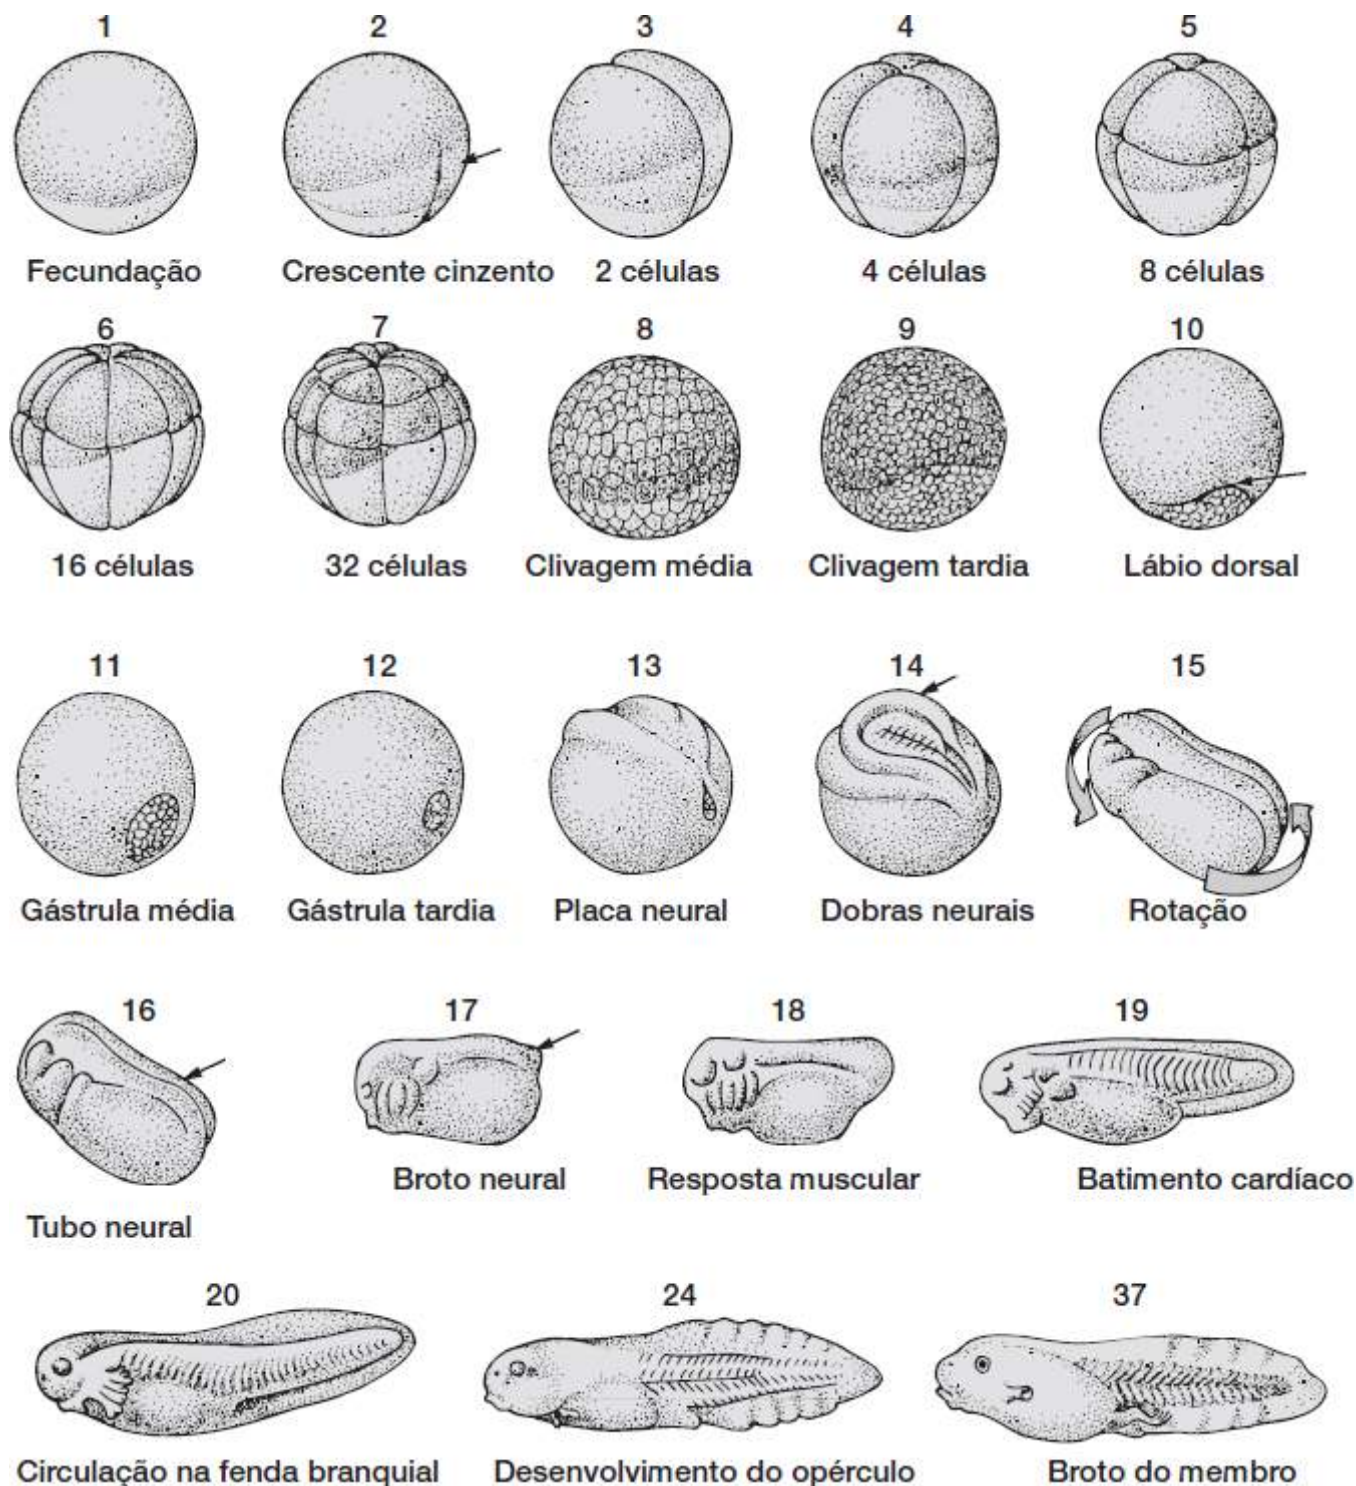 1 2 3 4 5
Fecundação Crescente cinzento 2 células 4 células 8 células
6 7 8 9 10
16 células 32 células Clivagem média Clivagem tardia Lábio dorsal
11 12 13 14 15
Gástrula média Gástrula tardia Placa neural Dobras neurais Rotação
16 17 18 19
Broto neural Resposta muscular Batimento cardíaco
Tubo neural
20 24 37
Circulação na fenda branquial Desenvolvimento do opérculo Broto do membro